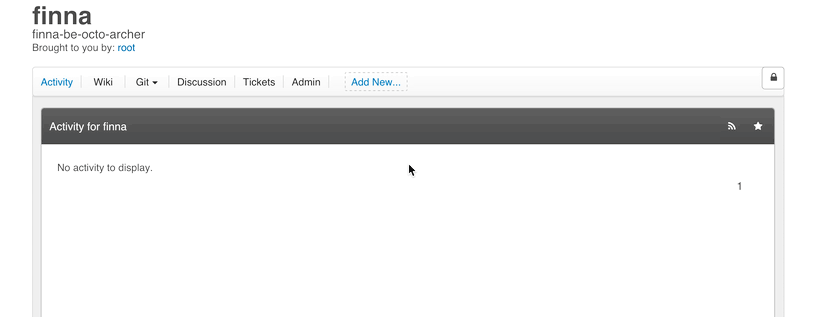 finna
finna-be-octo-archer
Brought to you by: root
Activity Wiki Git Discussion Tickets Admin Add New...
Activity for finna
No activity to display.
1